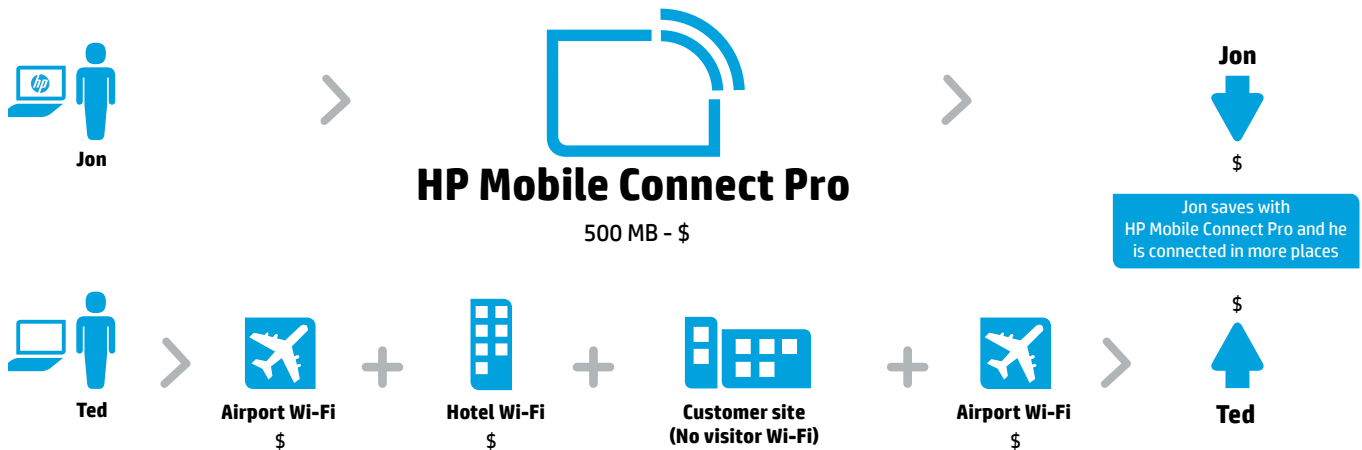 hp
Jon
HP Mobile Connect Pro
500 MB - $
Jon
$
Jon saves with
HP Mobile Connect Pro and he
is connected in more places
$
Ted
Ted
Airport Wi-Fi
$
Hotel Wi-Fi
$
Customer site
(No visitor Wi-Fi)
Airport Wi-Fi
$